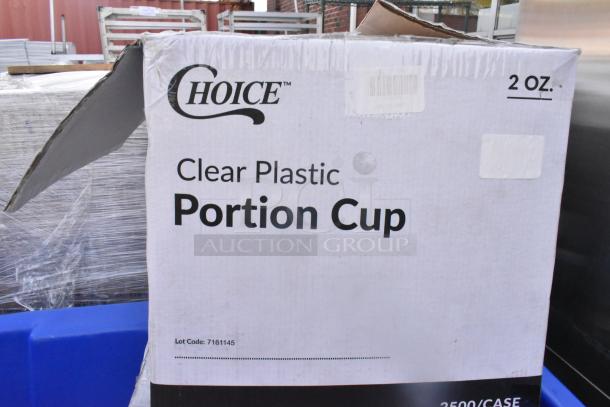 CHOICE™
2 OZ.
Clear Plastic
Portion Cup
AUCTION GROUP
Lot Code: 7181145
2500/CASE